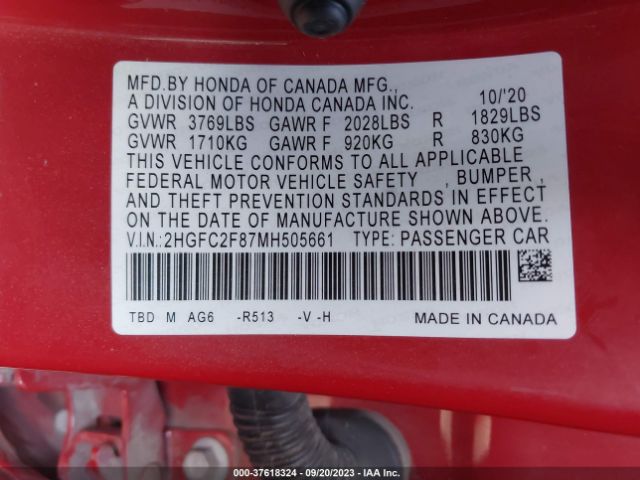 MFD.BY HONDA OF CANADA MFG.,
A DIVISION OF HONDA CANADA INC. 10/'20
GVWR 3769LBS GAWR F 2028LBS R 1829LBS
GVWR 1710KG GAWR F 920KG R 830KG
THIS VEHICLE CONFORMS TO ALL APPLICABLE
FEDERAL MOTOR VEHICLE SAFETY , BUMPER ,
AND THEFT PREVENTION STANDARDS IN EFFECT
ON THE DATE OF MANUFACTURE SHOWN ABOVE.
V.I.N.: 2HGFC2F87MH505661 TYPE: PASSENGER CAR
TBD M AG6 -R513 -V -H MADE IN CANADA
000-37618324 | 09/20/2023 | IAA Inc.